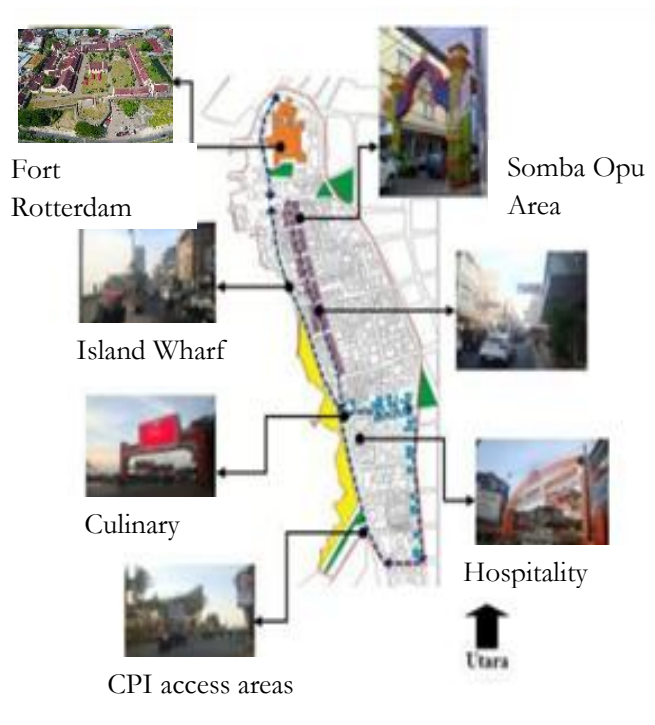 Fort
Rotterdam
Somba Opu
Area
Island Wharf
Culinary
Hospitality
CPI access areas
Utara